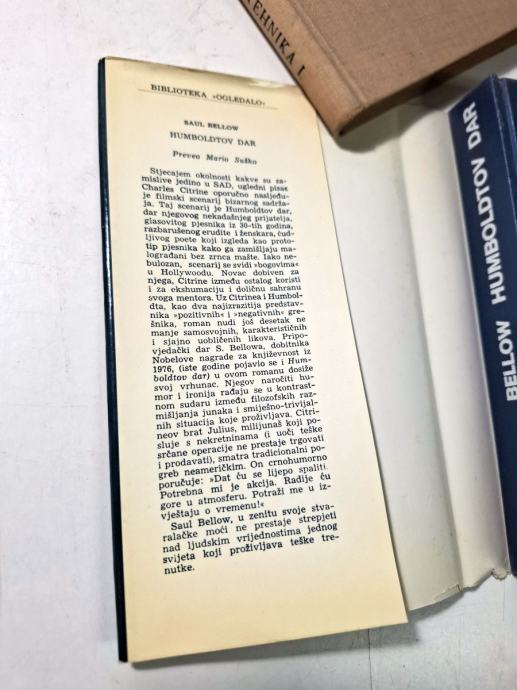 BIBLIOTEKA »OGLEDALO«
SAUL BELLOW
HUMBOLDTOV DAR
Preveo Mario Suško
Stjecajem okolnosti kakve su za-
mislive jedino u SAD, ugledni pisac
Charles Citrine oporučno nasljeđu-
je filmski scenarij bizarnog sadrža-
ja. Taj scenarij je Humboldtov dar,
dar njegovog nekadašnjeg prijatelja,
glasovitog pjesnika iz 30-tih godina,
razbarušenog erudite i ženskara, ćud-
ljivog poete koji izgleda kao proto-
tip pjesnika kako ga zamišljaju ma-
lograđani bez zrnca mašte. Iako ne-
bulozan, scenarij se svidi »bogovima«
u Hollywoodu. Novac dobiven za
njega, Citrine između ostalog koristi
i za ekshumaciju i doličnu sahranu
svoga mentora. Uz Citrinea i Humbol-
dta, kao dva najizrazitija predstav-
nika »pozitivnih« i »negativnih« gre-
šnika, roman nudi još desetak ne
manje samosvojnih, karakterističnih
i sjajno uobličenih likova. Pripo-
vjedački dar S. Bellowa, dobitnika
Nobelove nagrade za književnost iz
1976, (iste godine pojavio se i Hum-
boldtov dar) u ovom romanu dosiže
svoj vrhunac. Njegov naročiti hu-
mor i ironija rađaju se u kontrast-
nom sudaru između filozofskih raz-
mišljanja junaka i smiješno-trivijal-
nih situacija koje proživljava. Citri-
neov brat Julius, milijunaš koji po-
sluje s nekretninama (i uoči teške
srčane operacije ne prestaje trgovati
i prodavati), smatra tradicionalni po-
greb neameričkim. On crnohumorno
poručuje: »Dat ću se lijepo spaliti.
Potrebna mi je akcija. Radije ću
gore u atmosferu. Potraži me u iz-
vještaju o vremenu!«
Saul Bellow, u zenitu svoje stva-
ralačke moći ne prestaje strepjeti
nad ljudskim vrijednostima jednog
svijeta koji proživljava teške tre-
nutke.
TEHNIKA I
BELLOW HUMBOLDTOV DAR